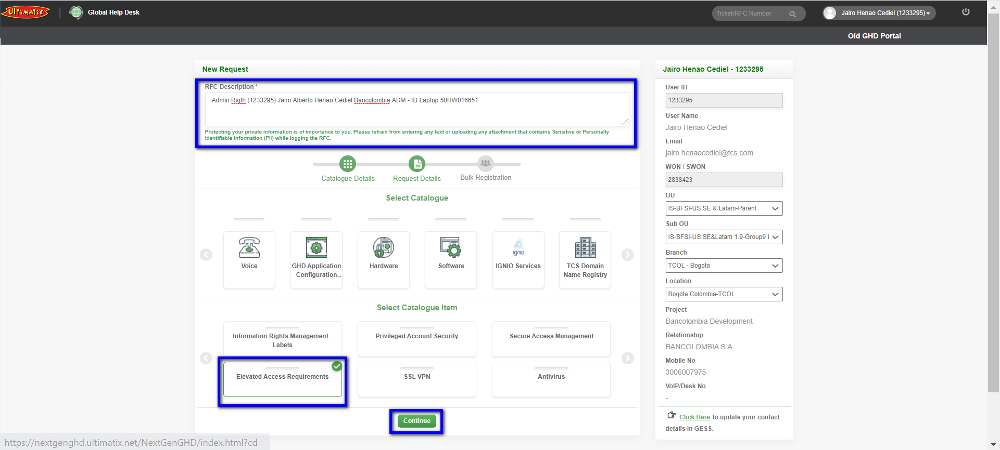 Ultimatix
Global Help Desk
Ticket/RFC Number
Jairo Henao Cediel (1233295)
Old GHD Portal
New Request
RFC Description *
Admin Rigth (1233295) Jairo Alberto Henao Cediel Bancolombia ADM - ID Laptop 50HW016651
Protecting your private information is of importance to you. Please refrain from entering any text or uploading any attachment that contains Sensitive or Personally
Identifiable Information (PII) while logging the RFC.
Catalogue Details
Request Details
Bulk Registration
Select Catalogue
Voice
GHD Application
Configuration..
Hardware
Software
ignio
IGNIO Services
TCS Domain
Name Registry
Select Catalogue Item
Information Rights Management -
Labels
Privileged Account Security
Secure Access Management
Elevated Access Requirements
SSL VPN
Antivirus
Continue
Jairo Henao Cediel - 1233295
User ID
1233295
User Name
Jairo Henao Cediel
Email
jairo.henaocediel@tcs.com
WON / SWON
2838423
OU
IS-BFSI-US SE & Latam-Parent
Sub OU
IS-BFSI-US SE&Latam 1.9-Group9 I
Branch
TCOL - Bogota
Location
Bogota Colombia-TCOL
Project
Bancolombia Development
Relationship
BANCOLOMBIA S.A
Mobile No
3006007975
VoIP/Desk No
-
Click Here to update your contact
details in GESS.
https://nextgenghd.ultimatix.net/NextGenGHD/index.html?cd=